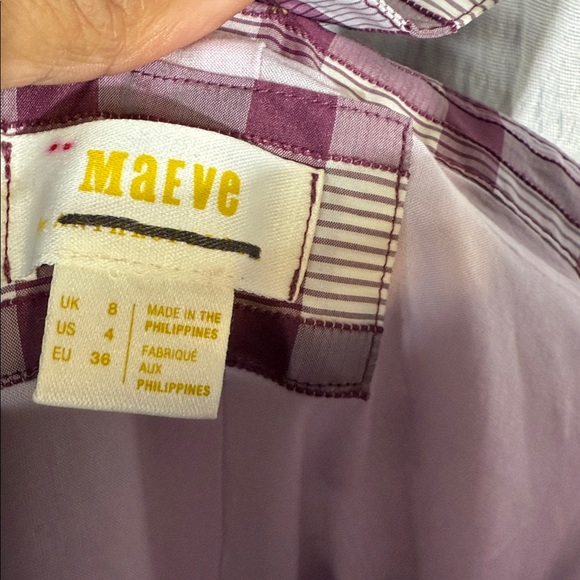 MaEVe
UK 8
US 4
EU 36
MADE IN THE
PHILIPPINES
FABRIQUÉ
AUX
PHILIPPINES